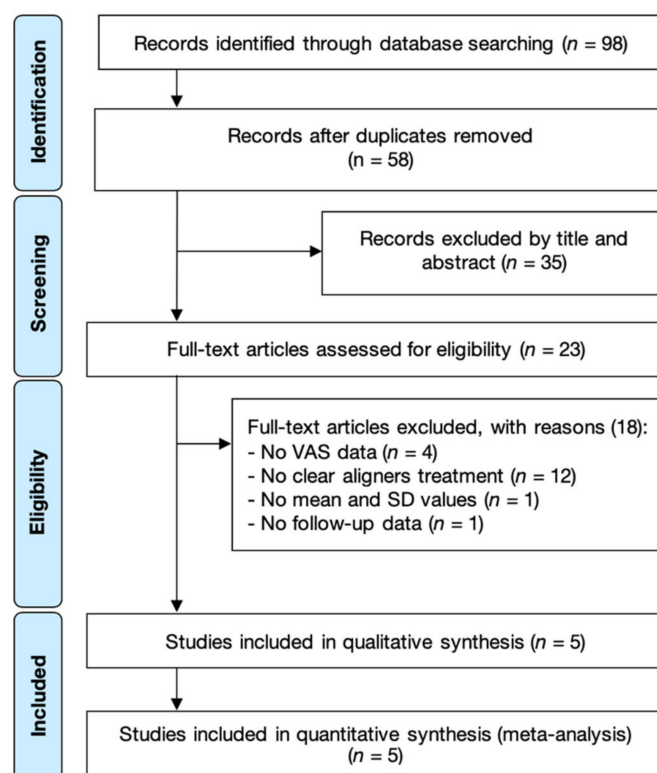 Identification
Records identified through database searching (n = 98)
Records after duplicates removed
(n = 58)
Screening
Records excluded by title and
abstract (n = 35)
Full-text articles assessed for eligibility (n = 23)
Eligibility
Full-text articles excluded, with reasons (18):
- No VAS data (n = 4)
- No clear aligners treatment (n = 12)
- No mean and SD values (n = 1)
- No follow-up data (n = 1)
Included
Studies included in qualitative synthesis (n = 5)
Studies included in quantitative synthesis (meta-analysis)
(n = 5)